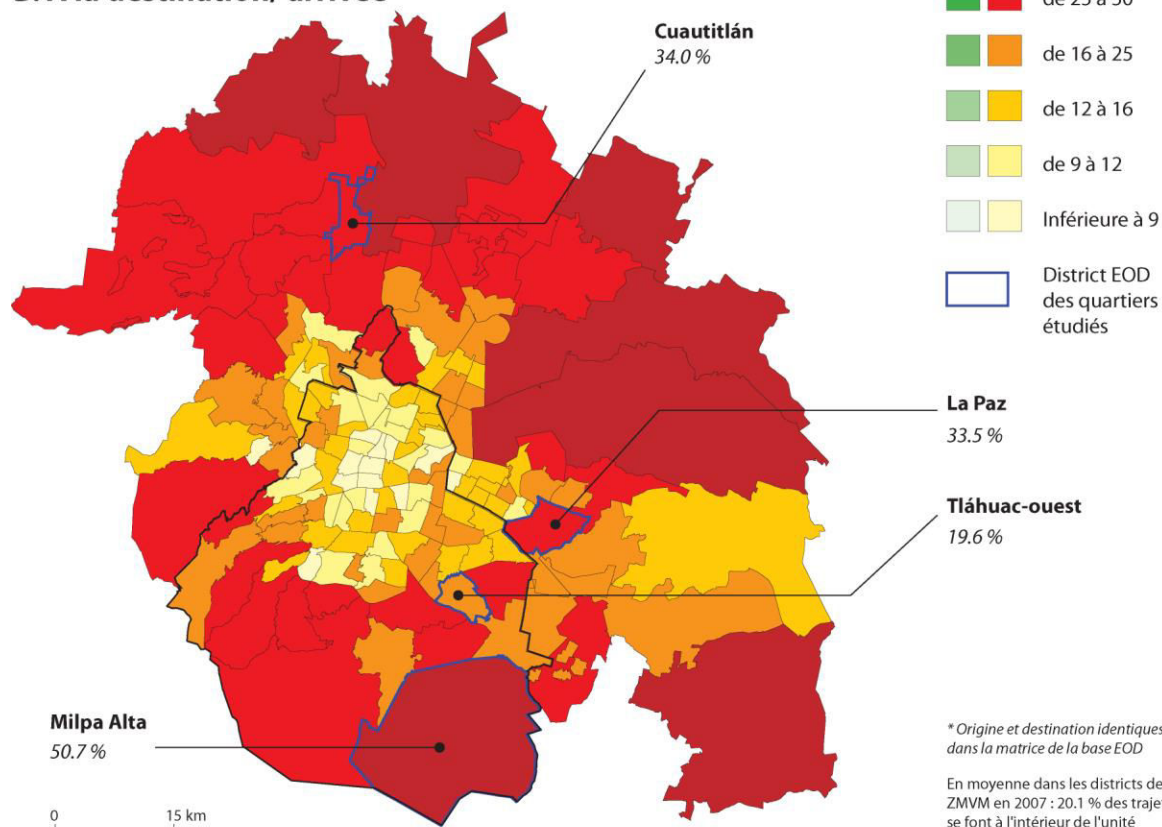 Cuautitlán
34.0 %
de 16 à 25
de 12 à 16
de 9 à 12
Inférieure à 9
District EOD
des quartiers
étudiés
La Paz
33.5 %
Tláhuac-ouest
19.6 %
Milpa Alta
50.7 %
0 15 km
* Origine et destination identiques
dans la matrice de la base EOD
En moyenne dans les districts de
ZMVM en 2007 : 20.1 % des traje
se font à l'intérieur de l'unité